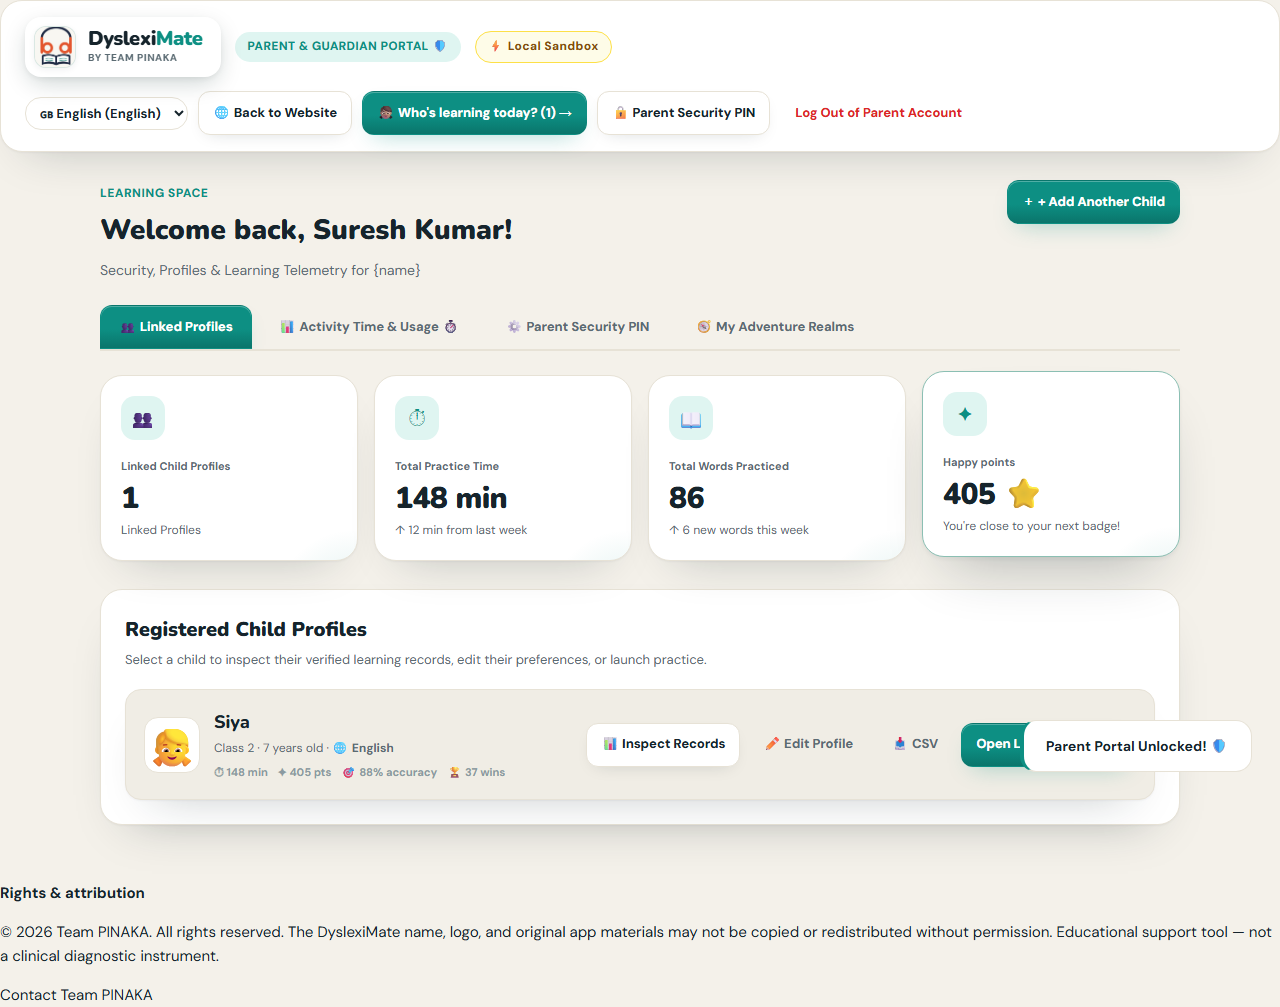 DyslexiMate
BY TEAM PINAKA
PARENT & GUARDIAN PORTAL
Local Sandbox
GB English (English)
Back to Website
Who's learning today? (1) →
Parent Security PIN
Log Out of Parent Account
LEARNING SPACE
Welcome back, Suresh Kumar!
Security, Profiles & Learning Telemetry for {name}
+ + Add Another Child
Linked Profiles
Activity Time & Usage
Parent Security PIN
My Adventure Realms
Linked Child Profiles
1
Linked Profiles
Total Practice Time
148 min
↑ 12 min from last week
Total Words Practiced
86
↑ 6 new words this week
Happy points
405
You're close to your next badge!
Registered Child Profiles
Select a child to inspect their verified learning records, edit their preferences, or launch practice.
Siya
Class 2 · 7 years old · English
148 min 405 pts 88% accuracy 37 wins
Inspect Records
Edit Profile
CSV
Open L
Parent Portal Unlocked!
Rights & attribution
© 2026 Team PINAKA. All rights reserved. The DyslexiMate name, logo, and original app materials may not be copied or redistributed without permission. Educational support tool — not
a clinical diagnostic instrument.
Contact Team PINAKA